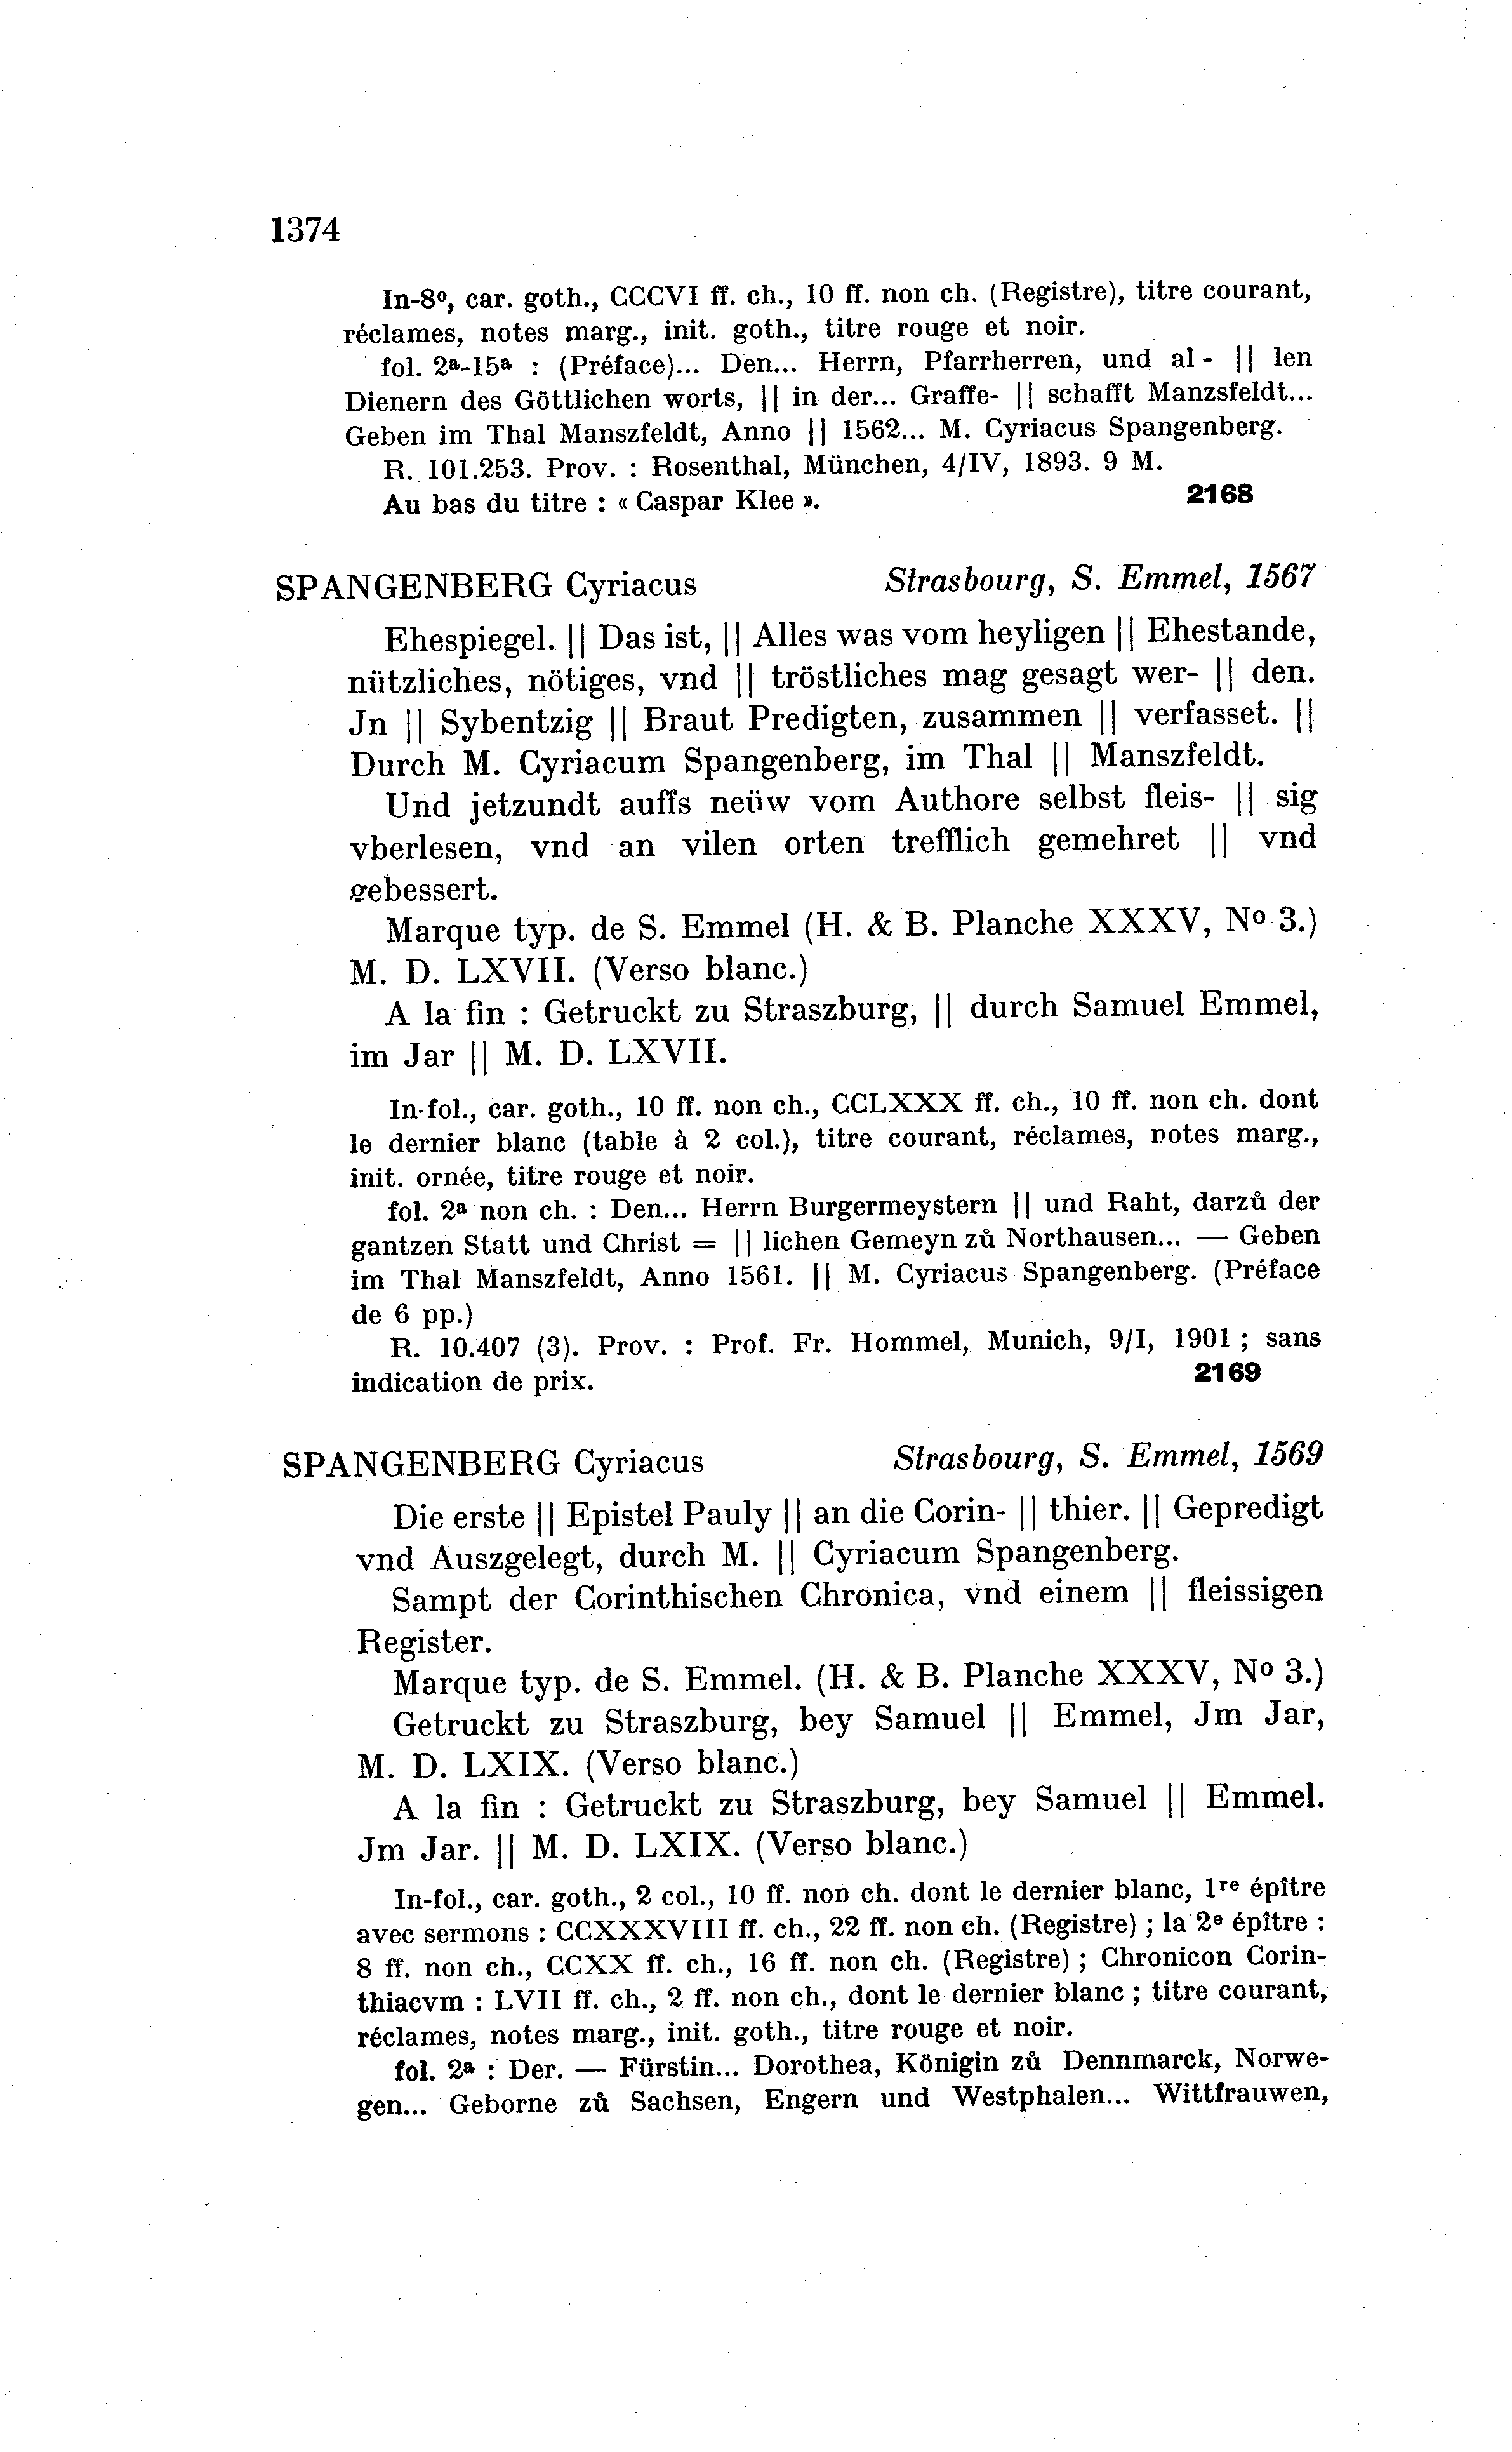 1374
In-8º, car. goth., CCCVI ff. ch., 10 ff. non ch. (Registre), titre courant,
réclames, notes marg., init. goth., titre rouge et noir.
fol. 2ª-15ª : (Préface)... Den... Herrn, Pfarrherren, und al- || len
Dienern des Göttlichen worts, || in der... Graffe- || schafft Manzsfeldt...
Geben im Thal Manszfeldt, Anno || 1562... M. Cyriacus Spangenberg.
R. 101.253. Prov. : Rosenthal, München, 4/IV, 1893. 9 M.
Au bas du titre : « Caspar Klee ». 2168
SPANGENBERG Cyriacus Strasbourg, S. Emmel, 1567
Ehespiegel. || Das ist, || Alles was vom heyligen || Ehestande,
nützliches, nötiges, vnd || tröstliches mag gesagt wer- || den.
Jn || Sybentzig || Braut Predigten, zusammen || verfasset. ||
Durch M. Cyriacum Spangenberg, im Thal || Manszfeldt.
Und jetzundt auffs neüw vom Authore selbst fleis- || sig
vberlesen, vnd an vilen orten trefflich gemehret || vnd
gebessert.
Marque typ. de S. Emmel (H. & B. Planche XXXV, Nº 3.)
M. D. LXVII. (Verso blanc.)
A la fin : Getruckt zu Straszburg, || durch Samuel Emmel,
im Jar || M. D. LXVII.
In-fol., car. goth., 10 ff. non ch., CCLXXX ff. ch., 10 ff. non ch. dont
le dernier blanc (table à 2 col.), titre courant, réclames, notes marg.,
init. ornée, titre rouge et noir.
fol. 2ª non ch. : Den... Herrn Burgermeystern || und Raht, darzů der
gantzen Statt und Christ = || lichen Gemeyn zů Northausen... — Geben
im Thal Manszfeldt, Anno 1561. || M. Cyriacus Spangenberg. (Préface
de 6 pp.)
R. 10.407 (3). Prov. : Prof. Fr. Hommel, Munich, 9/I, 1901 ; sans
indication de prix. 2169
SPANGENBERG Cyriacus Strasbourg, S. Emmel, 1569
Die erste || Epistel Pauly || an die Corin- || thier. || Gepredigt
vnd Auszgelegt, durch M. || Cyriacum Spangenberg.
Sampt der Corinthischen Chronica, vnd einem || fleissigen
Register.
Marque typ. de S. Emmel. (H. & B. Planche XXXV, Nº 3.)
Getruckt zu Straszburg, bey Samuel || Emmel, Jm Jar,
M. D. LXIX. (Verso blanc.)
A la fin : Getruckt zu Straszburg, bey Samuel || Emmel.
Jm Jar. || M. D. LXIX. (Verso blanc.)
In-fol., car. goth., 2 col., 10 ff. non ch. dont le dernier blanc, 1re épître
avec sermons : CCXXXVIII ff. ch., 22 ff. non ch. (Registre) ; la 2e épître :
8 ff. non ch., CCXX ff. ch., 16 ff. non ch. (Registre) ; Chronicon Corin-
thiacvm : LVII ff. ch., 2 ff. non ch., dont le dernier blanc ; titre courant,
réclames, notes marg., init. goth., titre rouge et noir.
fol. 2ª : Der. — Fürstin... Dorothea, Königin zů Dennmarck, Norwe-
gen... Geborne zů Sachsen, Engern und Westphalen... Wittfrauwen,